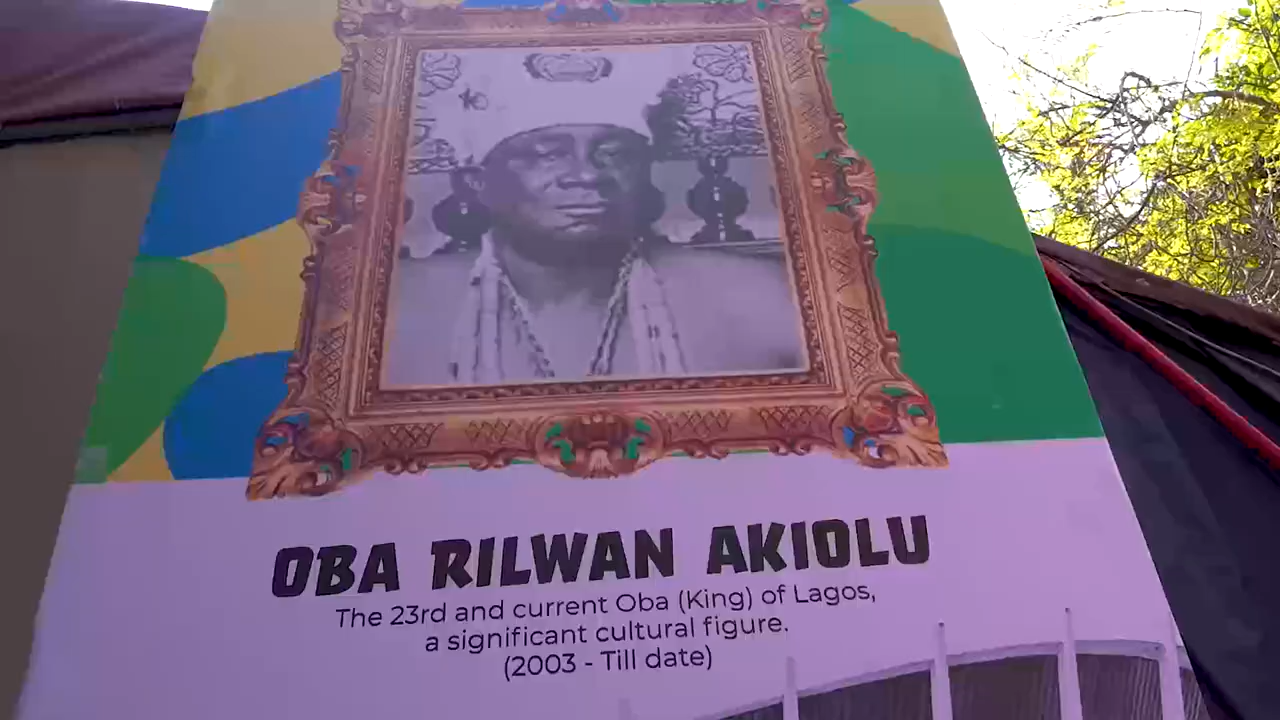 OBA RILWAN AKIOLU
The 23rd and current Oba (King) of Lagos,
a significant cultural figure.
(2003 - Till date)